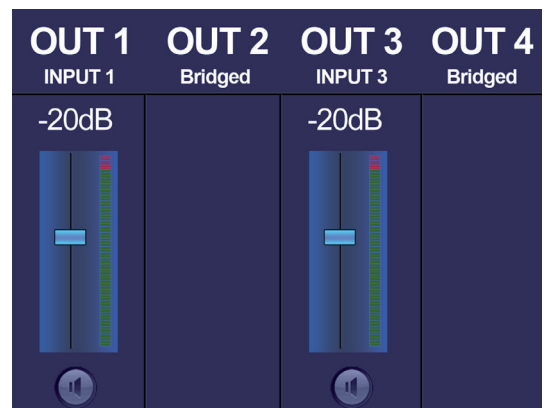 OUT 1 OUT 2 OUT 3 OUT 4
INPUT 1 Bridged INPUT 3 Bridged
-20dB -20dB